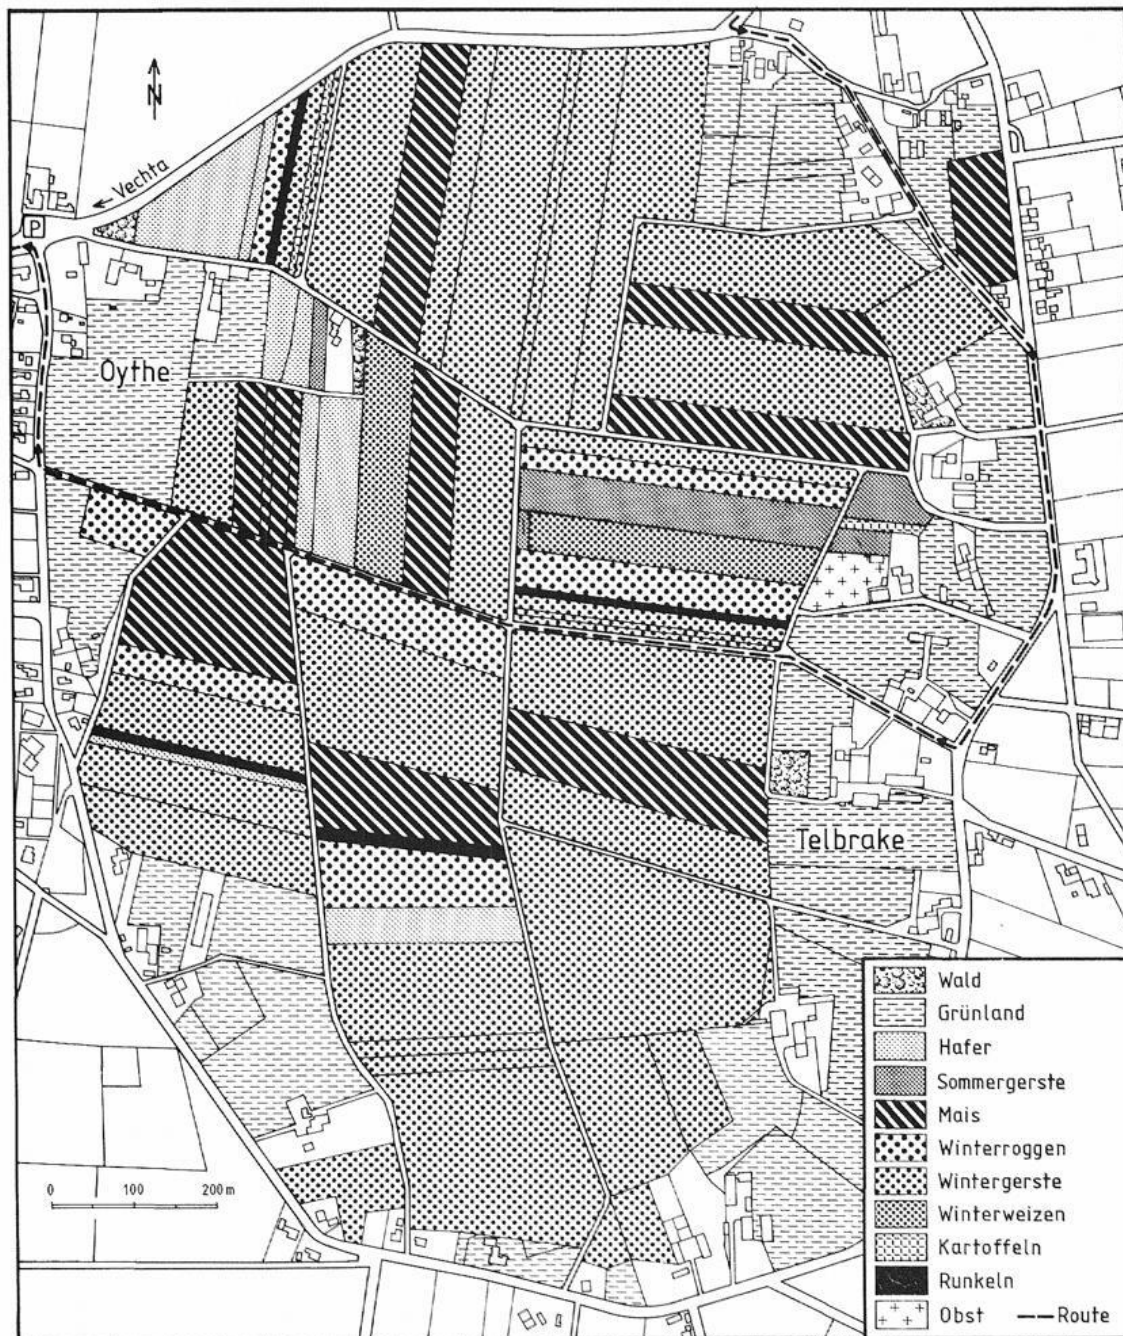 N
Vechta
P
Oythe
Telbrake
0 100 200 m
Wald
Grünland
Hafer
Sommergerste
Mais
Winterroggen
Wintergerste
Winterweizen
Kartoffeln
Runkeln
Obst Route